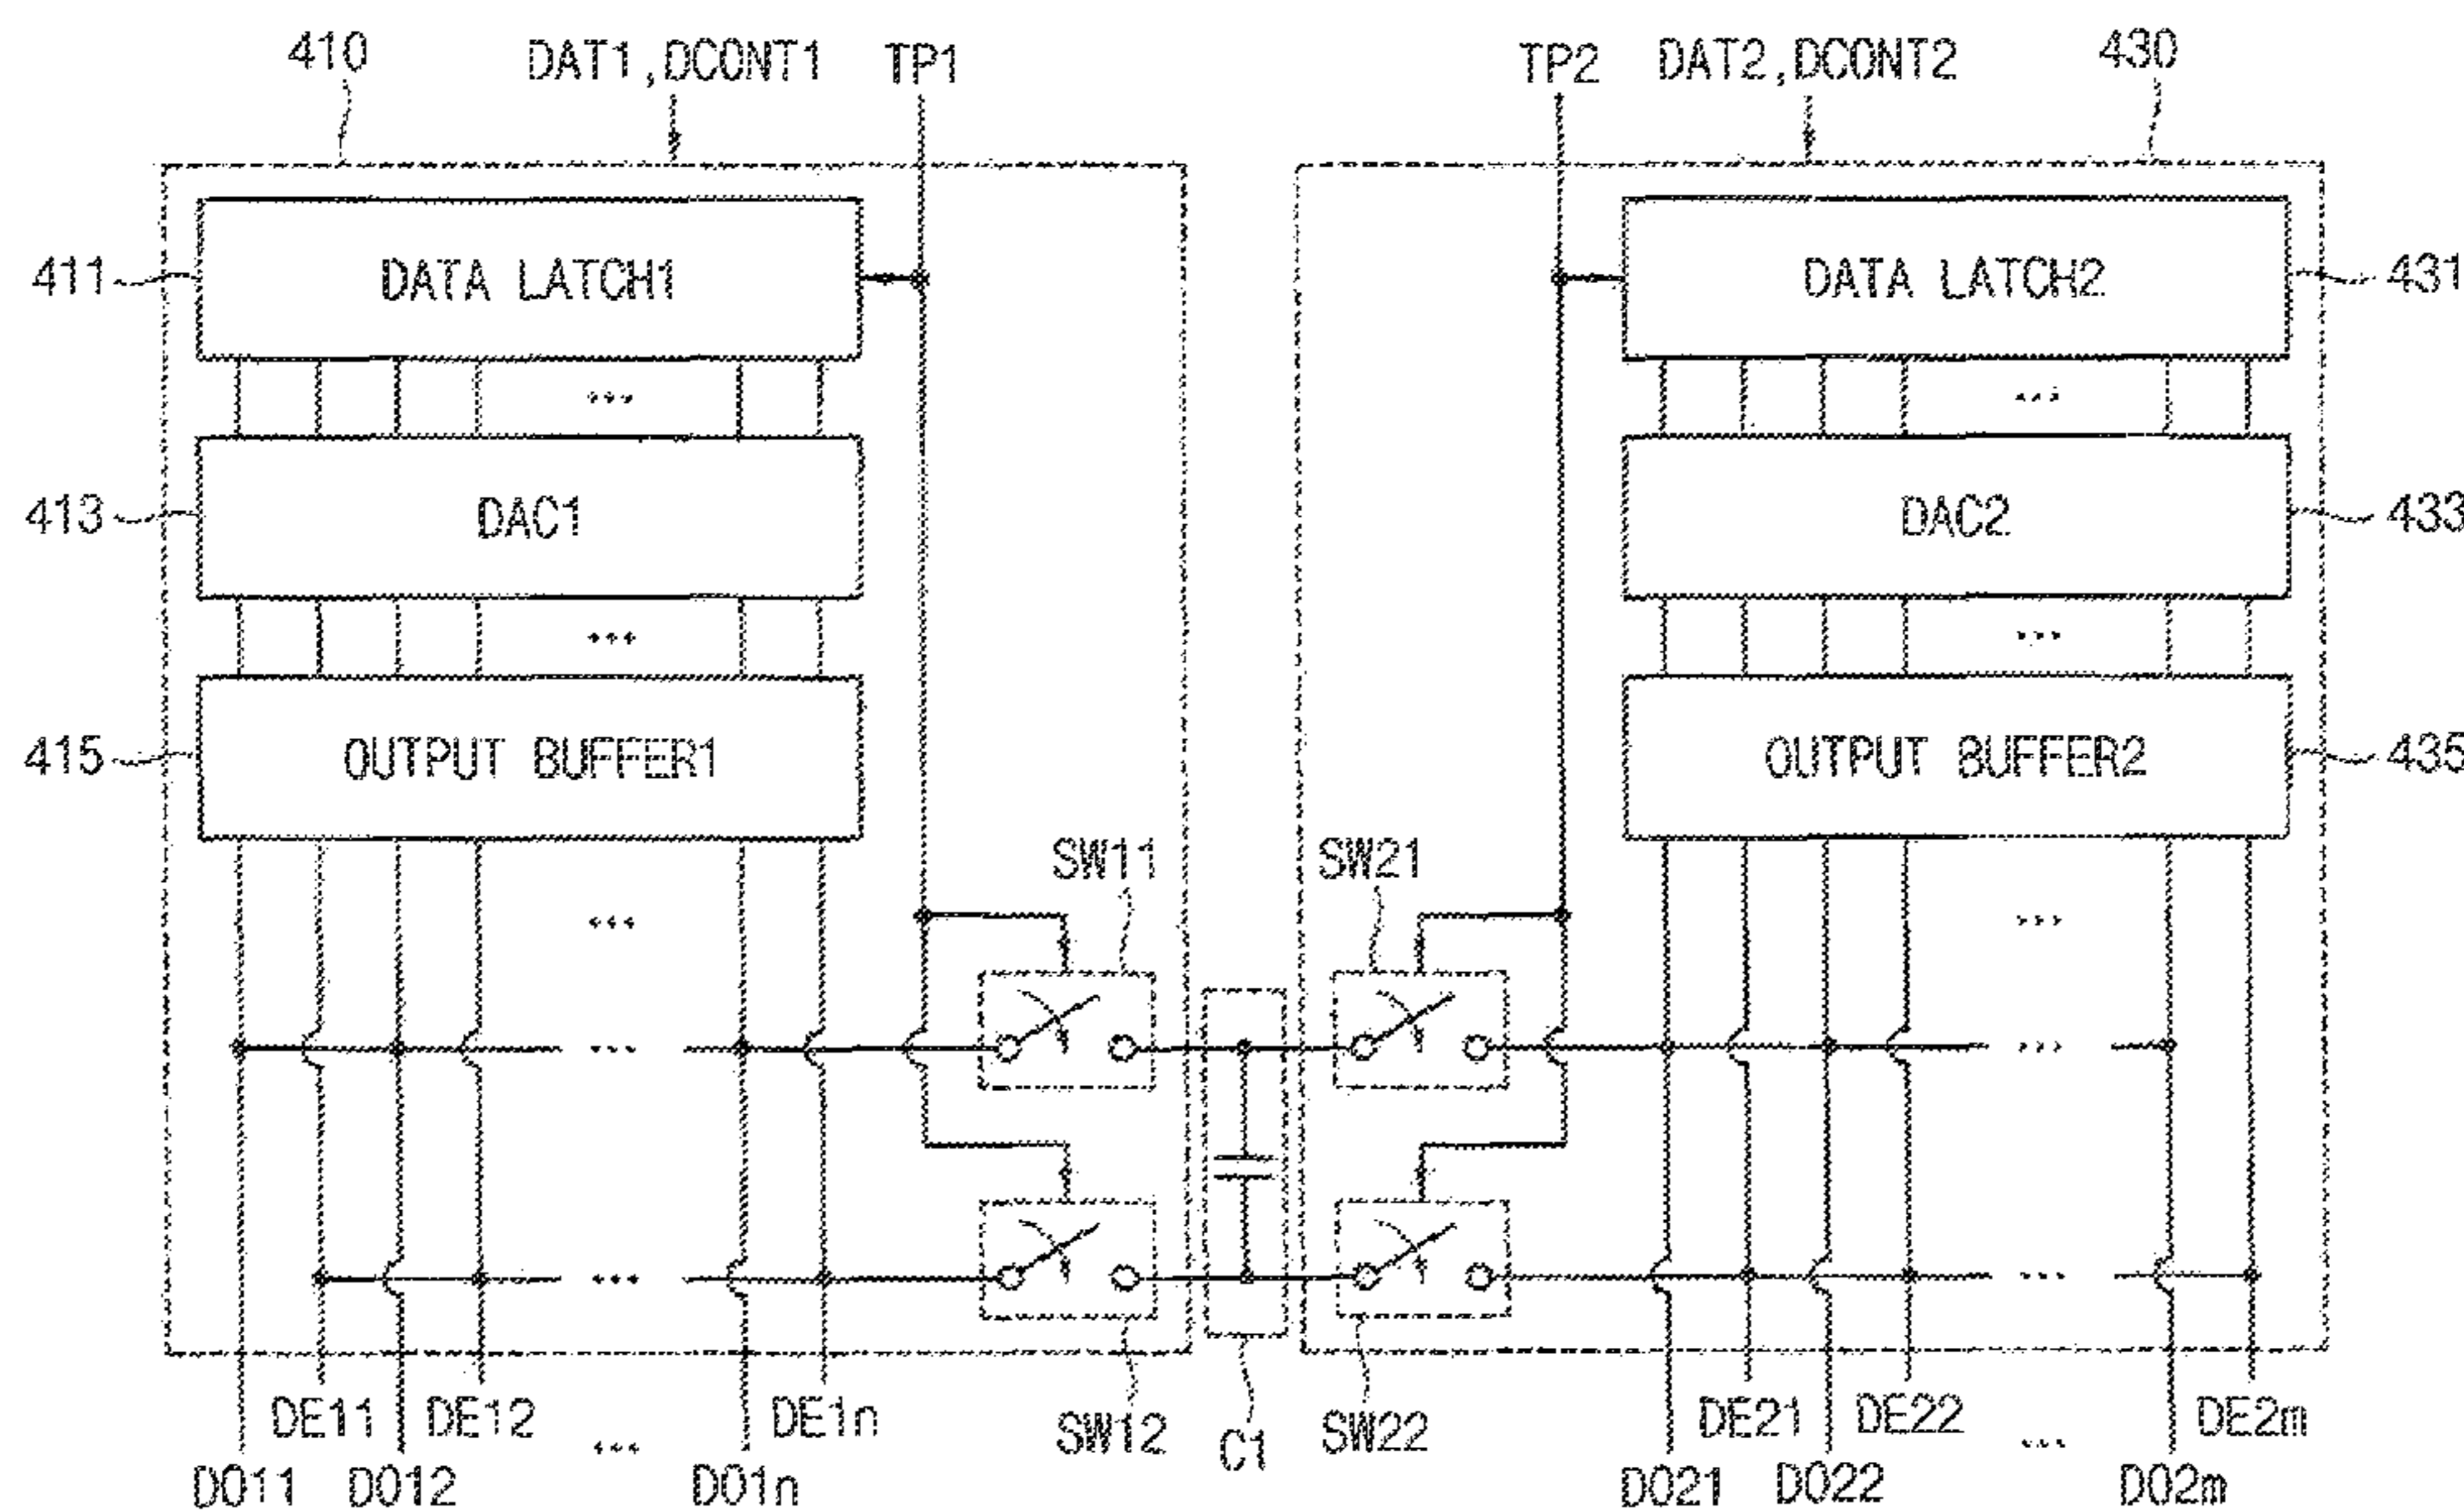 410
DAT1,DCONT1
TP1
TP2
DAT2,DCONT2
430
411
DATA LATCH1
DATA LATCH2
431
...
...
413
DAC1
DAC2
433
...
...
415
OUTPUT BUFFER1
OUTPUT BUFFER2
435
SW11
SW21
...
...
...
...
...
...
DE11
DE12
DE1n
SW12
C1
SW22
DE21
DE22
DE2m
...
...
DO11
DO12
DO1n
DO21
DO22
DO2m